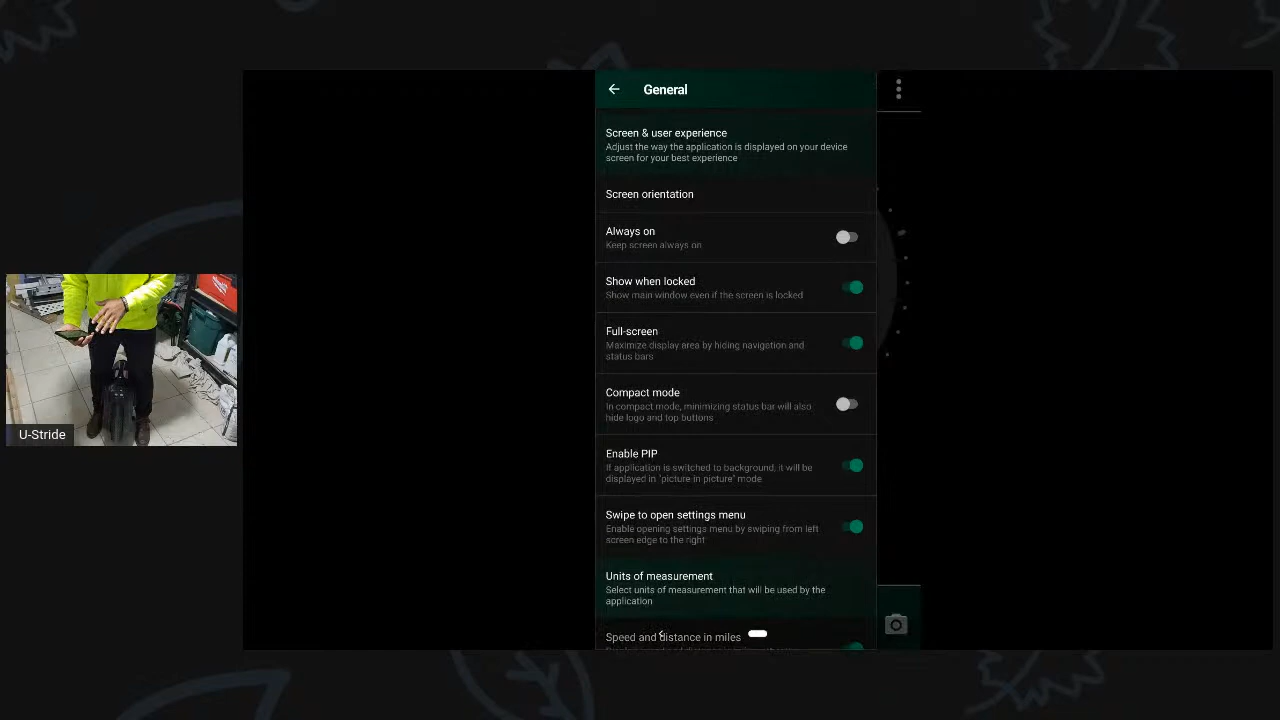 General
Screen & user experience
Adjust the way the application is displayed on your device
screen for your best experience
Screen orientation
Always on
Keep screen always on
Show when locked
Show main window even if the screen is locked
Full-screen
Maximize display area by hiding navigation and
status bars
Compact mode
In compact mode, minimizing status bar will also
hide logo and top buttons
Enable PIP
If application is switched to background, it will be
displayed in "picture in picture" mode
Swipe to open settings menu
Enable opening settings menu by swiping from left
screen edge to the right
Units of measurement
Select units of measurement that will be used by the
application
Speed and distance in miles
U-Stride